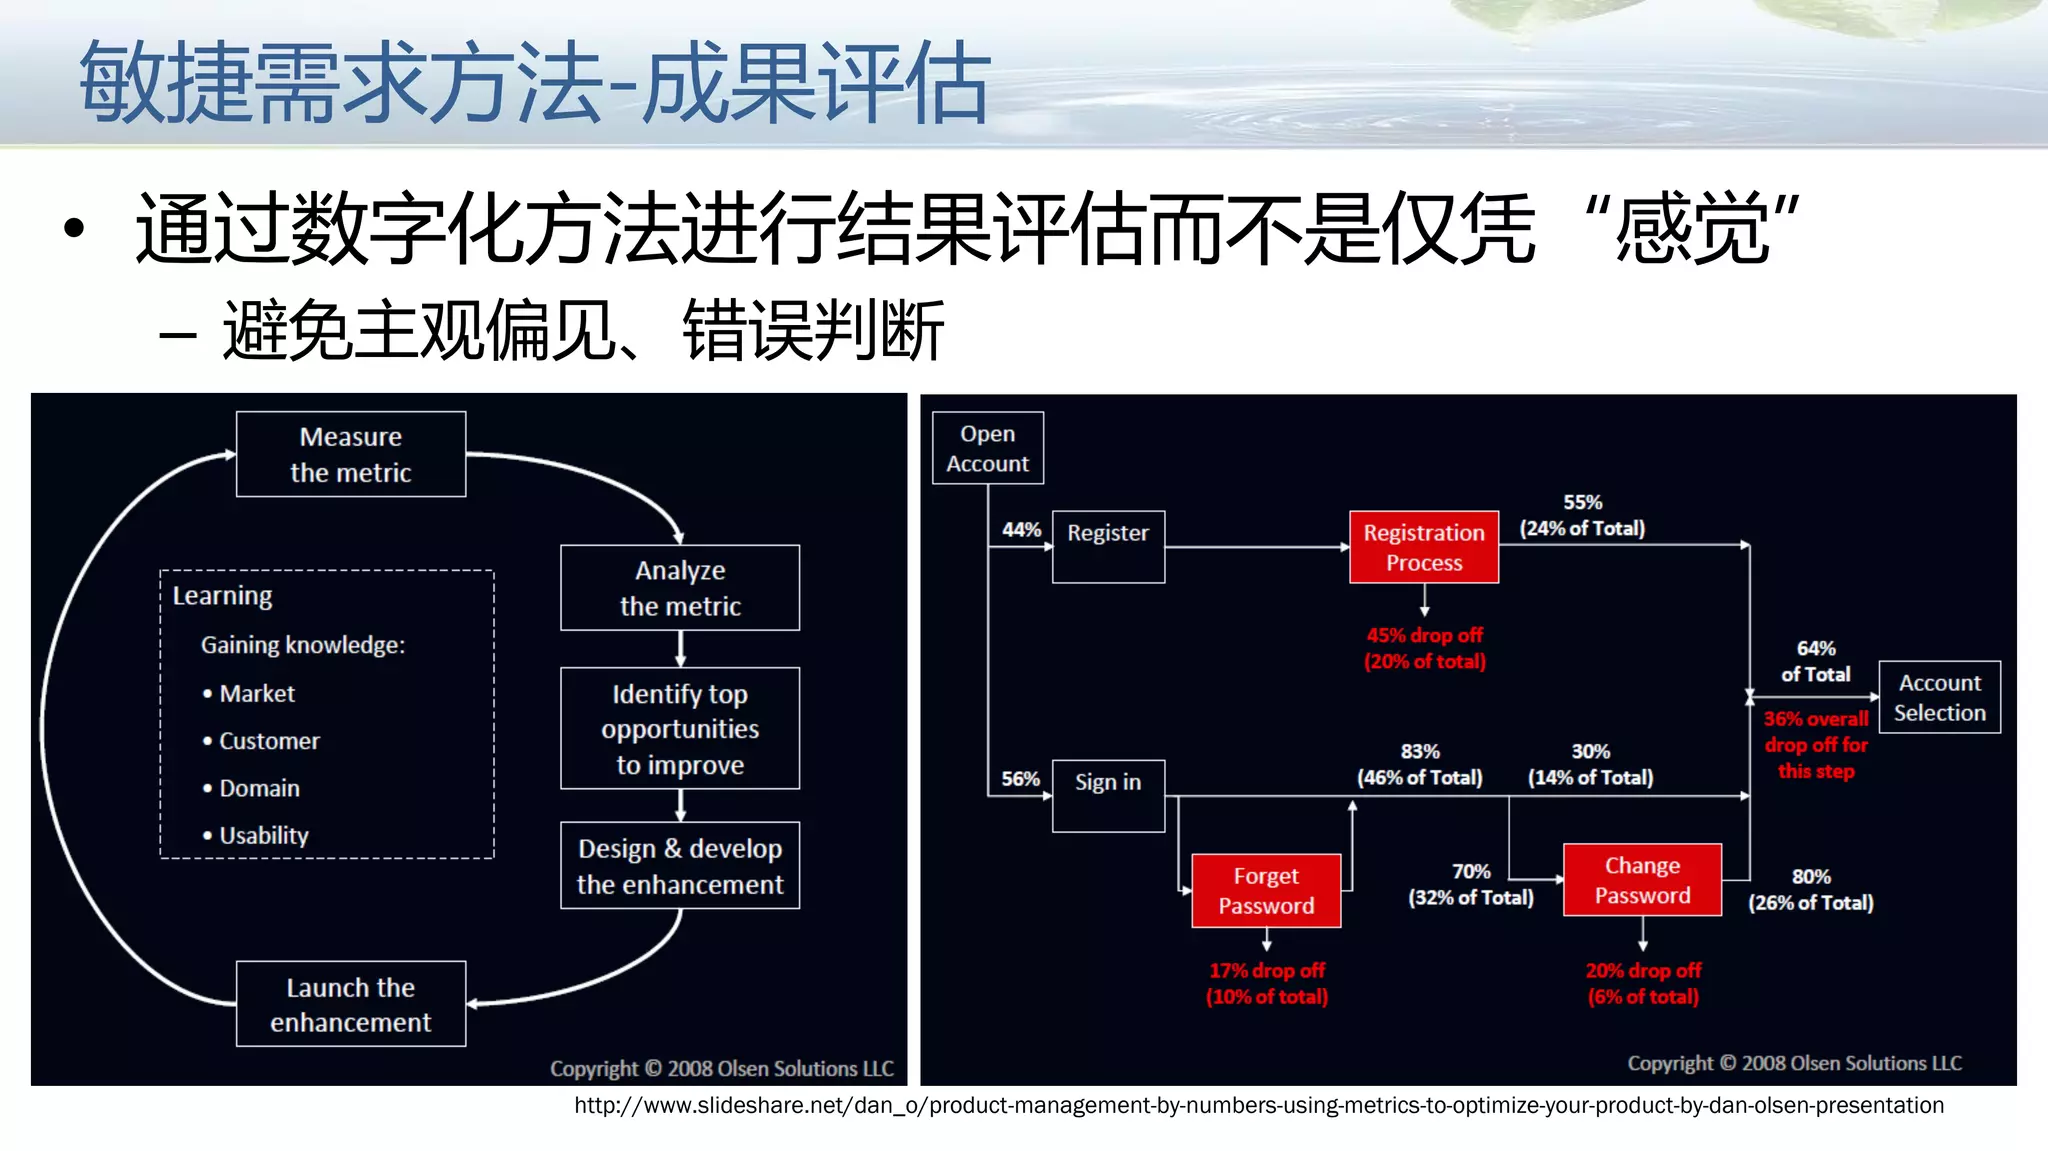 敏捷需求方法-成果评估
• 通过数字化方法进行结果评估而不是仅凭“感觉”
– 避免主观偏见、错误判断
Measure
the metric
Analyze
the metric
Identify top
opportunities
to improve
Design & develop
the enhancement
Launch the
enhancement
Learning
Gaining knowledge:
• Market
• Customer
• Domain
• Usability
Copyright © 2008 Olsen Solutions LLC
Open
Account
44%
Register
Registration
Process
55%
(24% of Total)
45% drop off
(20% of total)
64%
of Total
Account
Selection
36% overall
drop off for
this step
56%
Sign in
83%
(46% of Total)
30%
(14% of Total)
Forget
Password
17% drop off
(10% of total)
70%
(32% of Total)
Change
Password
80%
(26% of Total)
20% drop off
(6% of total)
Copyright © 2008 Olsen Solutions LLC
http://www.slideshare.net/dan_o/product-management-by-numbers-using-metrics-to-optimize-your-product-by-dan-olsen-presentation